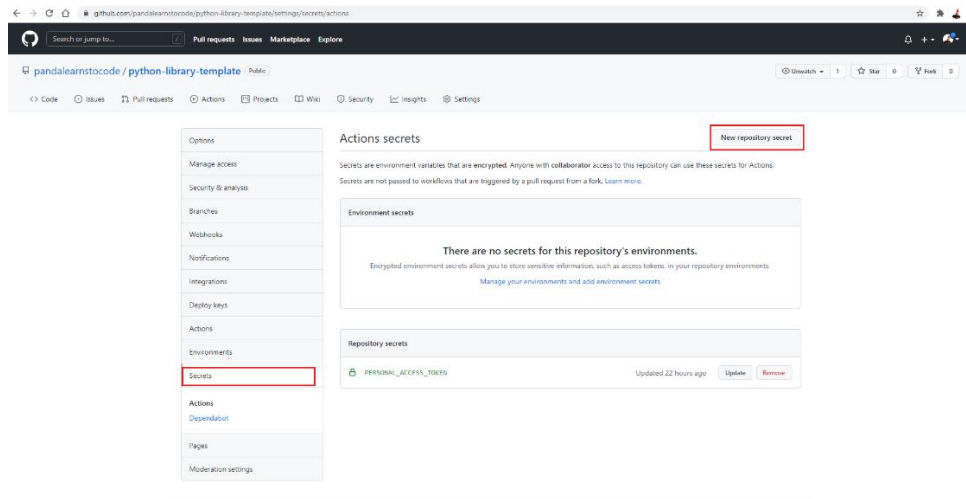 github.com/pandalearnstocode/python-library-template/settings/secrets/actions
Search or jump to... / Pull requests Issues Marketplace Explore
pandalearnstocode / python-library-template Public Unwatch 1 Star 0 Fork 0
Code Issues Pull requests Actions Projects Wiki Security Insights Settings
Options
Manage access
Security & analysis
Branches
Webhooks
Notifications
Integrations
Deploy keys
Actions
Environments
Secrets
Actions
Dependabot
Pages
Moderation settings
Actions secrets New repository secret
Secrets are environment variables that are encrypted. Anyone with collaborator access to this repository can use these secrets for Actions.
Secrets are not passed to workflows that are triggered by a pull request from a fork. Learn more.
Environment secrets
There are no secrets for this repository's environments.
Encrypted environment secrets allow you to store sensitive information, such as access tokens, in your repository environments.
Manage your environments and add environment secrets
Repository secrets
PERSONAL_ACCESS_TOKEN Updated 22 hours ago Update Remove